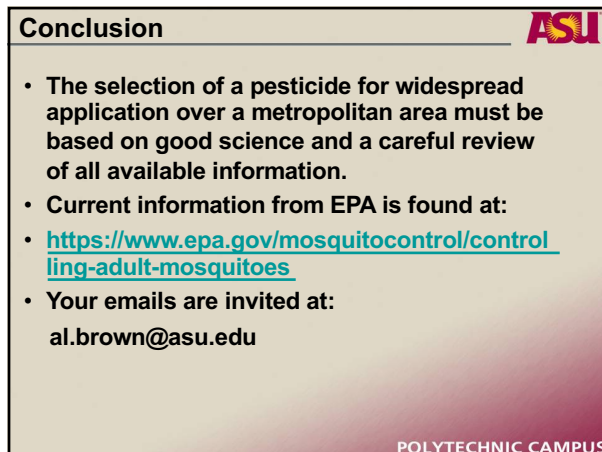 Conclusion
ASU
• The selection of a pesticide for widespread
application over a metropolitan area must be
based on good science and a careful review
of all available information.
• Current information from EPA is found at:
• https://www.epa.gov/mosquitocontrol/control
ling-adult-mosquitoes
• Your emails are invited at:
al.brown@asu.edu
POLYTECHNIC CAMPUS